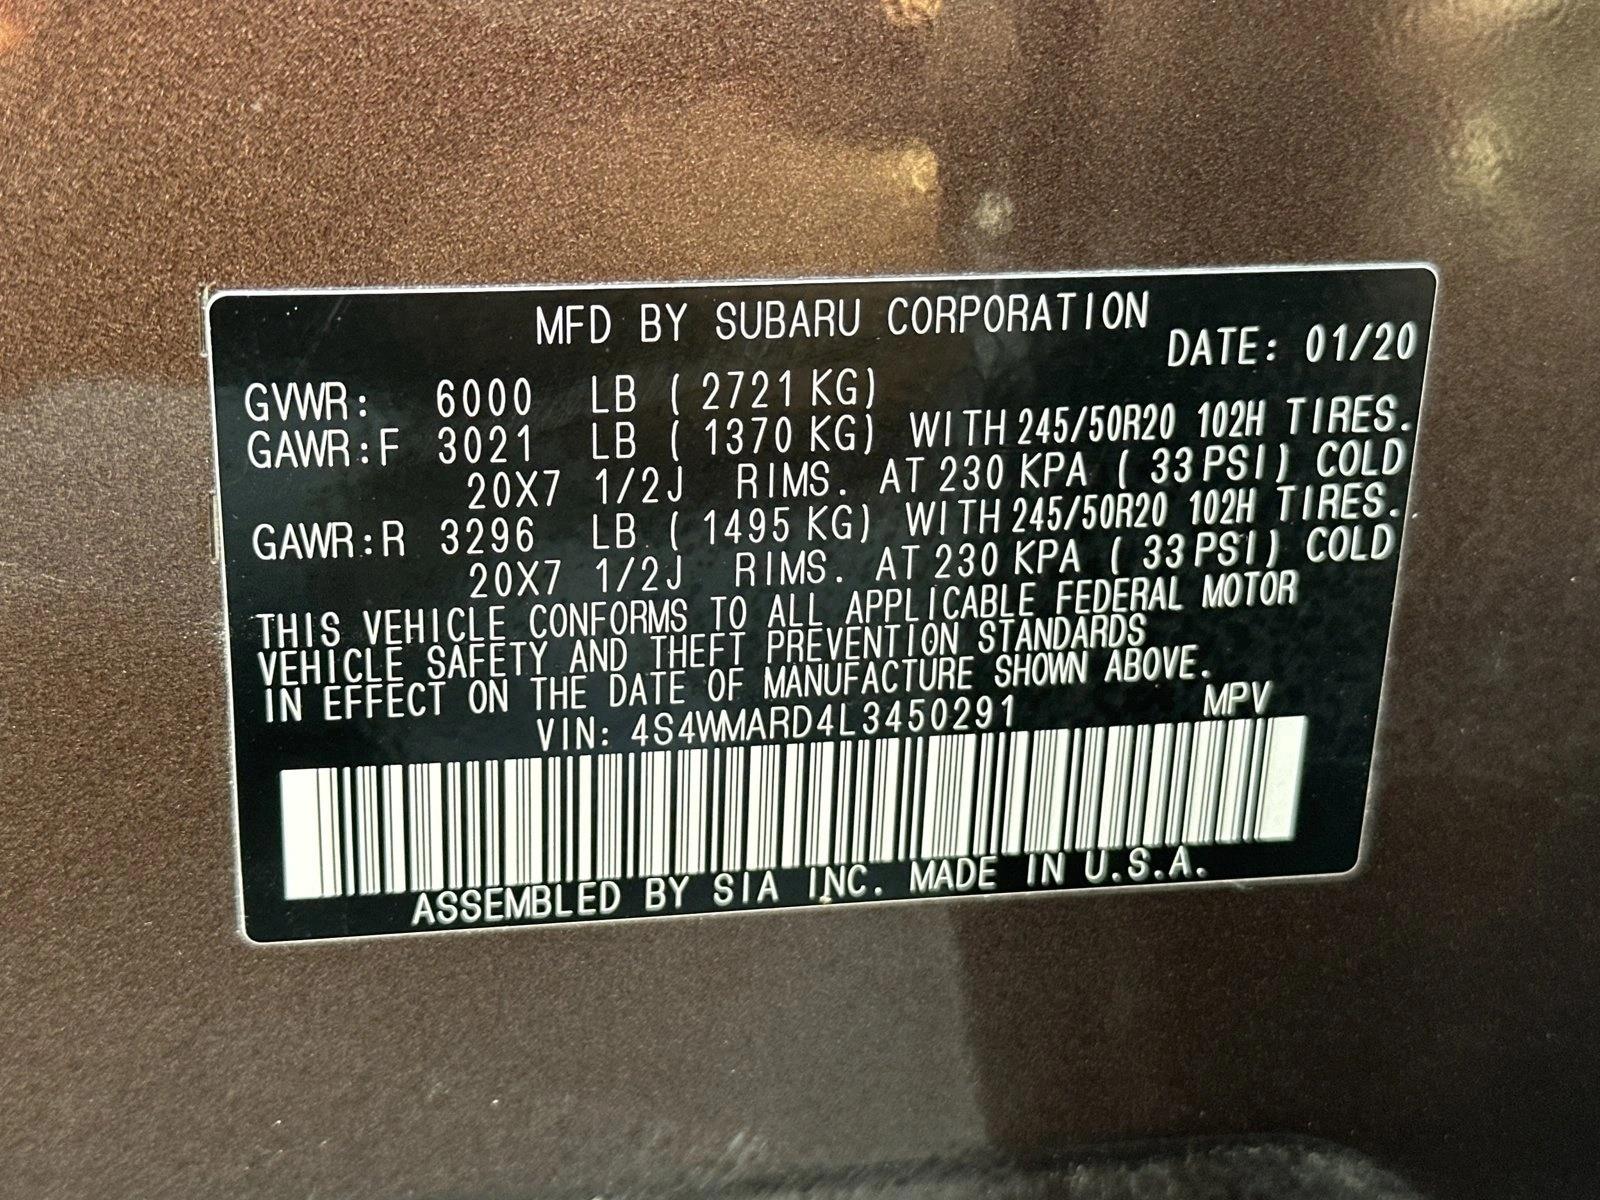 MFD BY SUBARU CORPORATION
DATE: 01/20
GVWR: 6000 LB ( 2721 KG)
GAWR:F 3021 LB ( 1370 KG) WITH 245/50R20 102H TIRES.
20X7 1/2J RIMS. AT 230 KPA ( 33 PSI) COLD
GAWR:R 3296 LB ( 1495 KG) WITH 245/50R20 102H TIRES.
20X7 1/2J RIMS. AT 230 KPA ( 33 PSI) COLD
THIS VEHICLE CONFORMS TO ALL APPLICABLE FEDERAL MOTOR
VEHICLE SAFETY AND THEFT PREVENTION STANDARDS
IN EFFECT ON THE DATE OF MANUFACTURE SHOWN ABOVE.
VIN: 4S4WMARD4L3450291 MPV
ASSEMBLED BY SIA INC. MADE IN U.S.A.